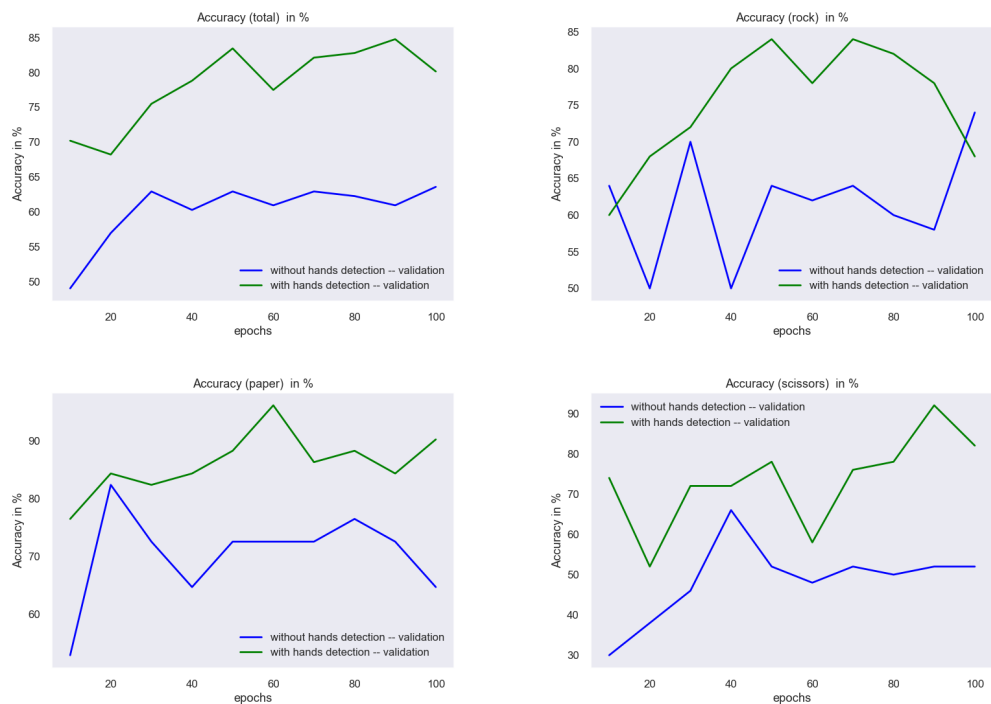 Accuracy (total)  in %
Accuracy in %
85
80
75
70
65
60
55
50
without hands detection -- validation
with hands detection -- validation
20
40
60
80
100
epochs
Accuracy (rock)  in %
Accuracy in %
85
80
75
70
65
60
55
50
without hands detection -- validation
with hands detection -- validation
20
40
60
80
100
epochs
Accuracy (paper)  in %
Accuracy in %
90
80
70
60
without hands detection -- validation
with hands detection -- validation
20
40
60
80
100
epochs
Accuracy (scissors)  in %
Accuracy in %
90
80
70
60
50
40
30
without hands detection -- validation
with hands detection -- validation
20
40
60
80
100
epochs